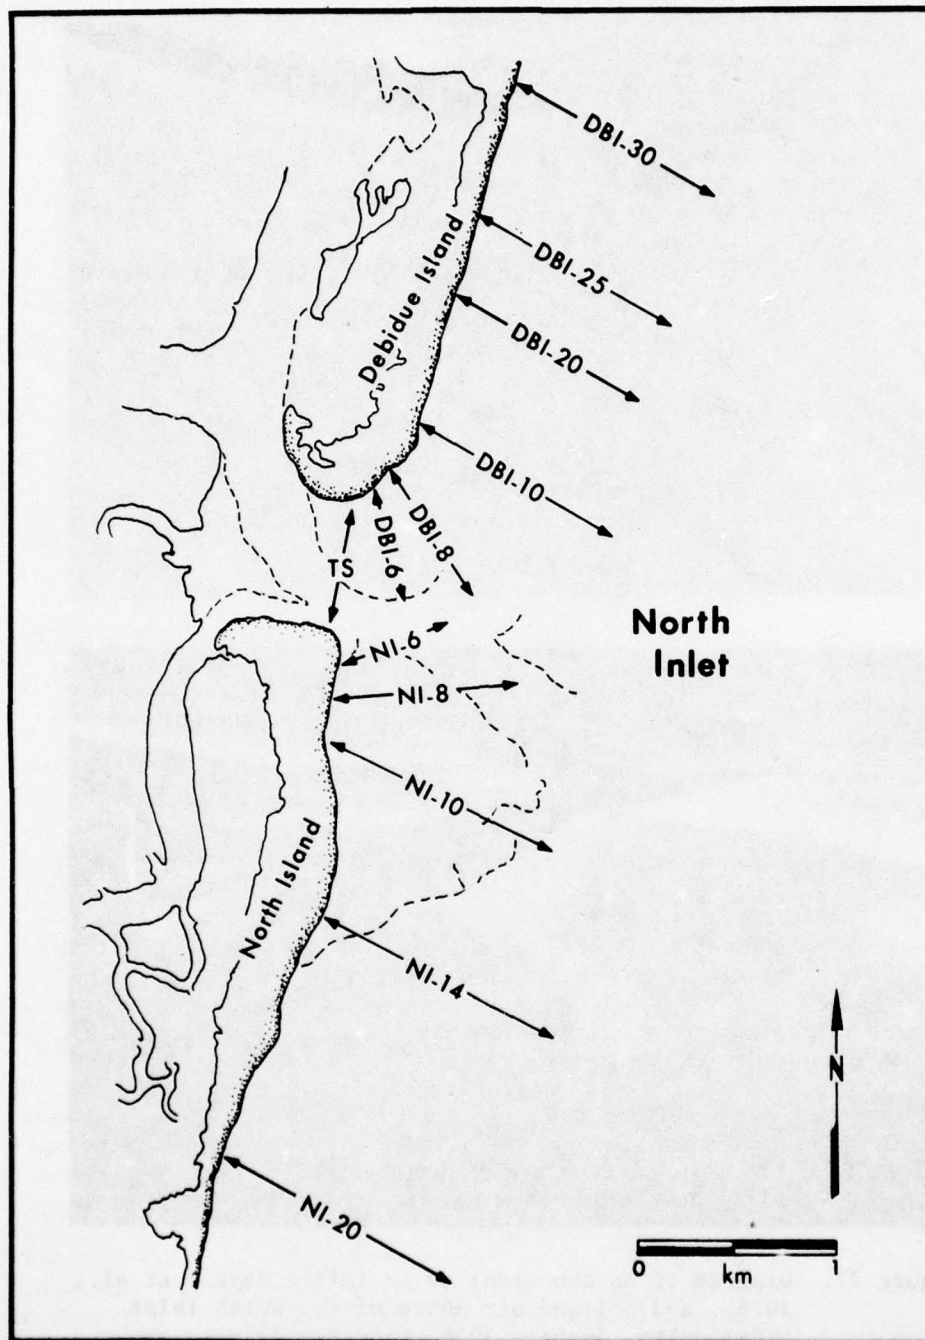 DBI-30
DBI-25
Debidue Island
DBI-20
DBI-10
DBI-8
DBI-6
TS
North
Inlet
NI-6
NI-8
NI-10
North Island
NI-14
N
NI-20
0 1
km